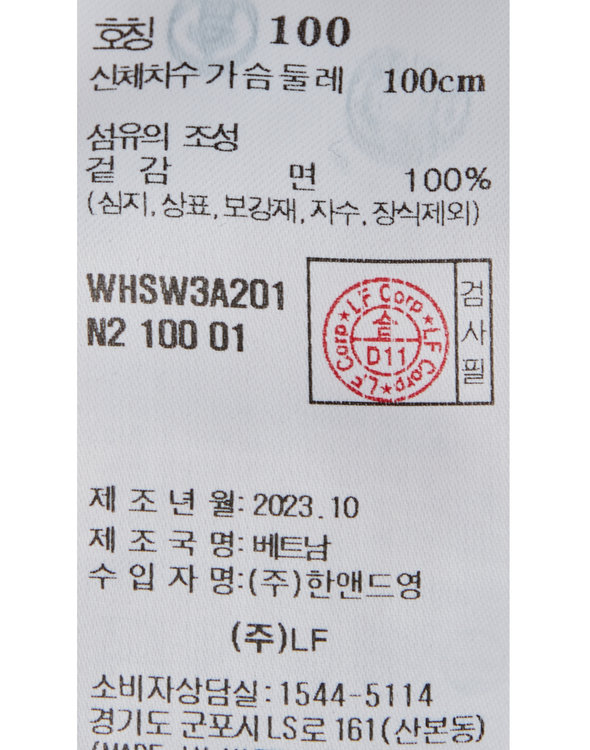 호칭 100
신체치수 가슴둘레 100cm
섬유의 조성
겉 감 면 100%
(심지, 상표, 보강재, 자수, 장식제외)
WHSW3A201
N2 100 01
LF Corp★LF Corp★LF Corp★
D11
검사필
제 조 년 월: 2023.10
제 조 국 명: 베트남
수 입 자 명:(주)한앤드영
(주)LF
소비자상담실: 1544-5114
경기도 군포시 LS로 161(산본동)